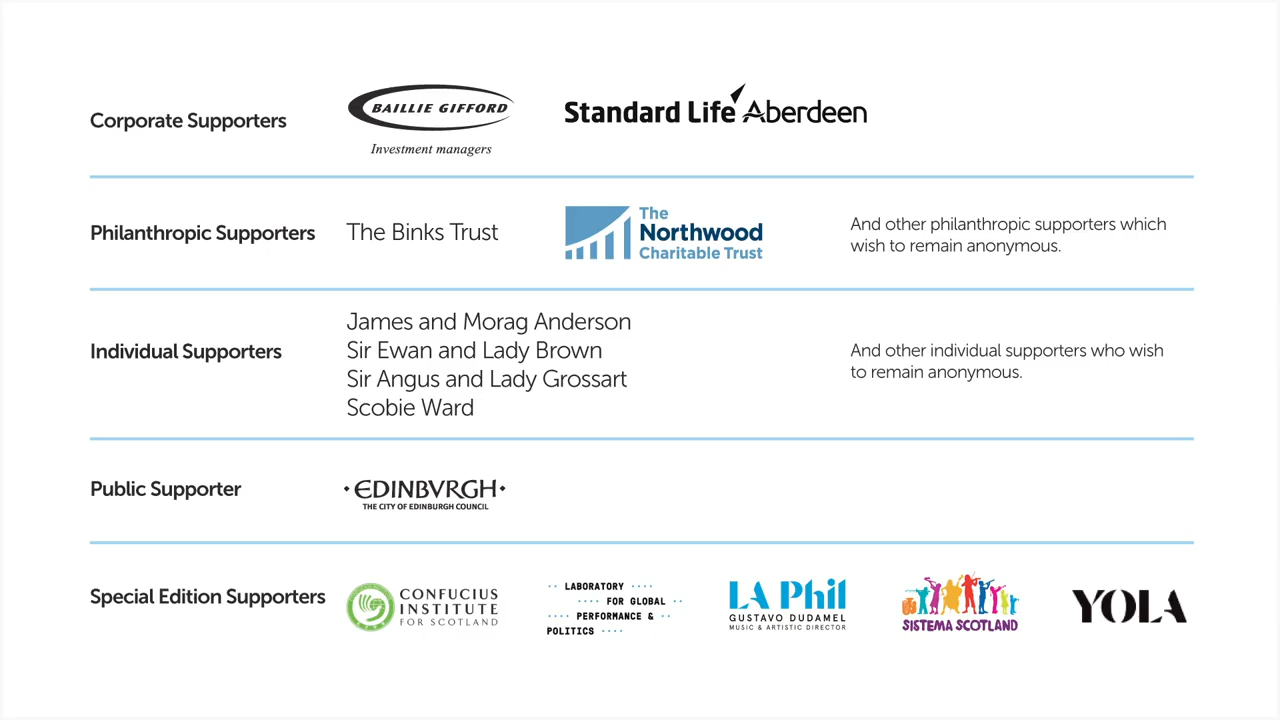 Corporate Supporters
BAILLIE GIFFORD
Investment managers
Standard Life Aberdeen
Philanthropic Supporters
The Binks Trust
The
Northwood
Charitable Trust
And other philanthropic supporters which
wish to remain anonymous.
Individual Supporters
James and Morag Anderson
Sir Ewan and Lady Brown
Sir Angus and Lady Grossart
Scobie Ward
And other individual supporters who wish
to remain anonymous.
Public Supporter
·EDINBVRGH·
THE CITY OF EDINBURGH COUNCIL
Special Edition Supporters
CONFUCIUS
INSTITUTE
FOR SCOTLAND
·· LABORATORY ····
···· FOR GLOBAL ··
···· PERFORMANCE & ··
POLITICS ····
LA Phil
GUSTAVO DUDAMEL
MUSIC & ARTISTIC DIRECTOR
SISTEMA SCOTLAND
YOLA